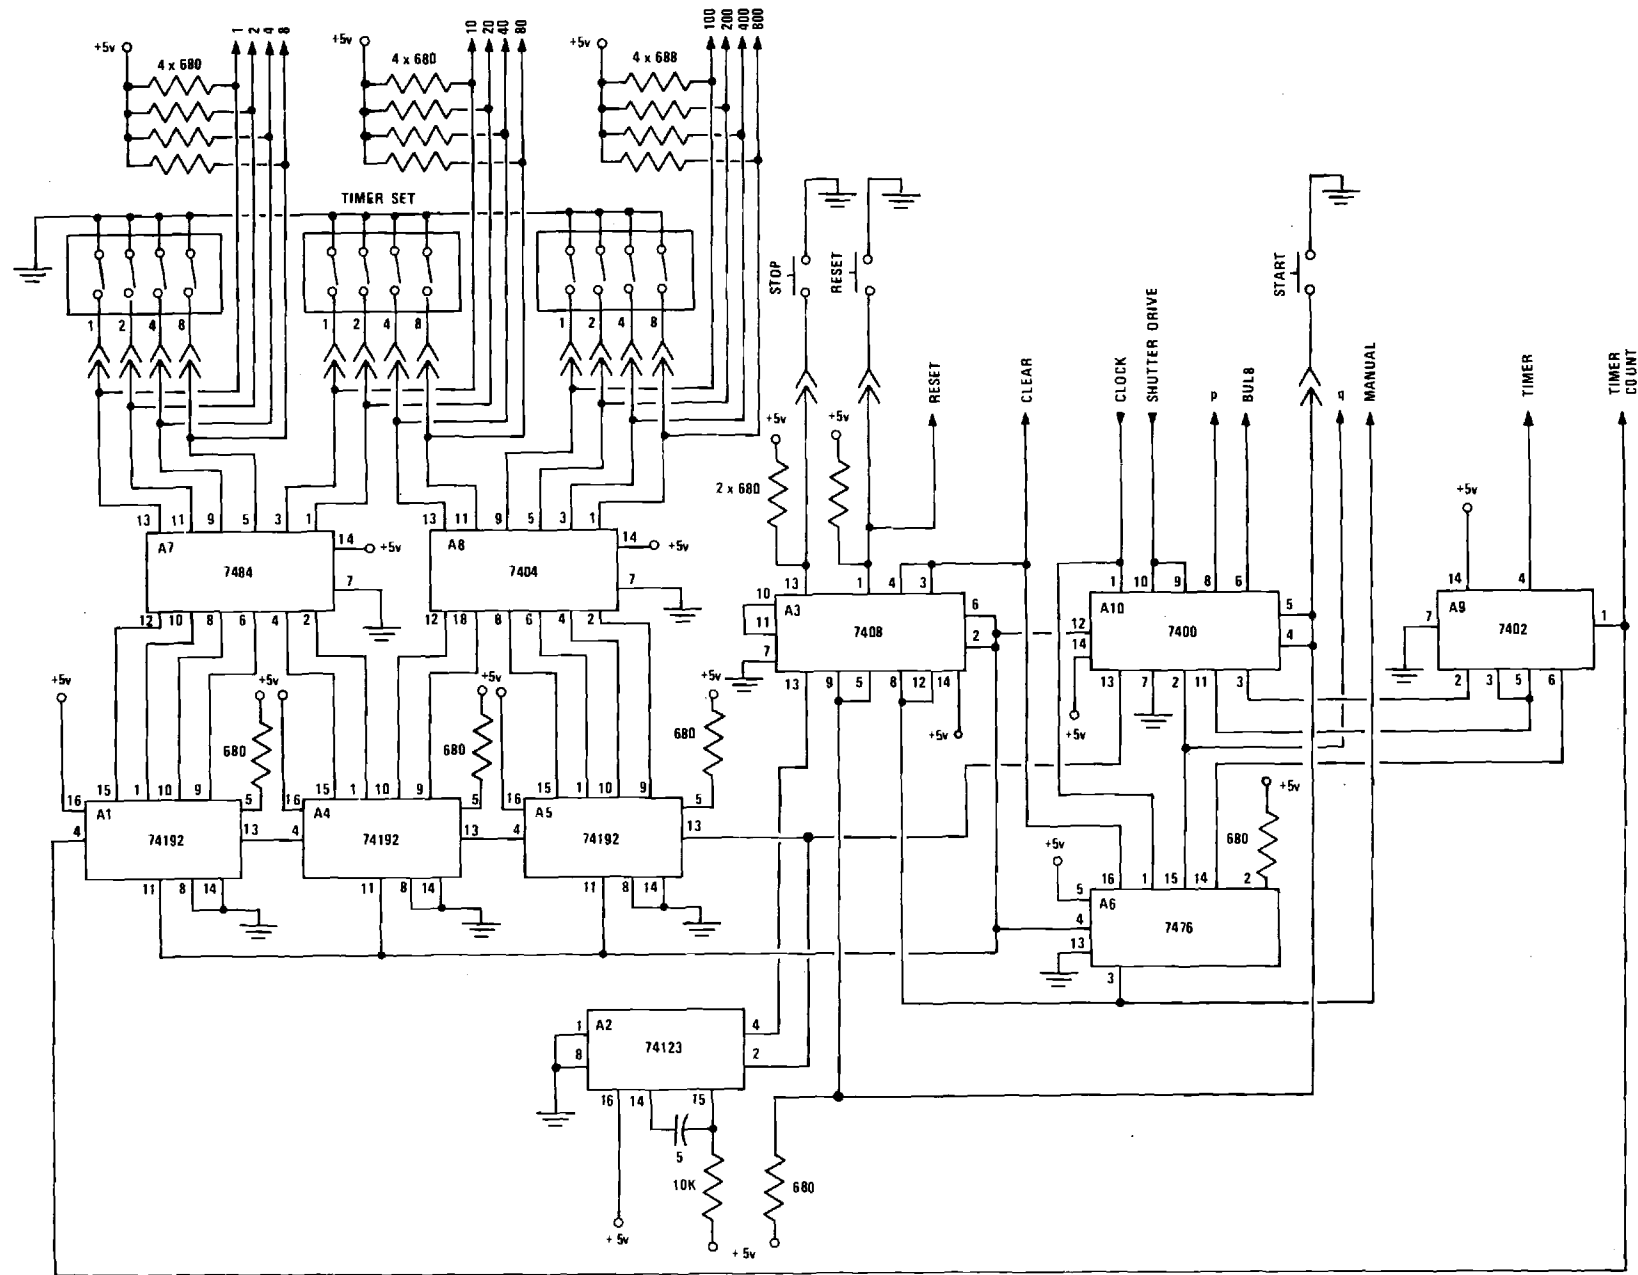 1 2 4 8
10 20 40 80
100 200 400 800
+5v +5v +5v
4 x 680 4 x 680 4 x 688
TIMER SET
STOP RESET START
1 2 4 8 1 2 4 8 1 2 4 8
RESET CLEAR CLOCK SHUTTER DRIVE p BULB q MANUAL TIMER TIMER COUNT
+5v +5v
2 x 680
+5v
13 11 9 5 3 1
A7 14 +5v
7484
7
12 10 8 6 4 2
13 11 9 5 3 1
A8 14 +5v
7404
7
12 18 8 6 4 2
13 1 4 3
10 A3 6
11 7408 2
7
13 9 5 8 12 14
+5v
1 10 9 8 6
A10 5
12 7400 4
14
13 7 2 11 3
+5v
14 4
7 A9 1
7402
2 3 5 6
+5v +5v +5v +5v
680 680 680
15 1 10 9
16 A1 5
4 74192 13
11 8 14
15 1 10 9
16 A4 5
4 74192 13
11 8 14
15 1 10 9
16 A5 5
4 74192 13
11 8 14
+5v +5v
680
16 1 15 14 2
5 A6
4 7476
13
3
1 A2 4
8 74123 2
16 14 15
5
10K 680
+5v +5v